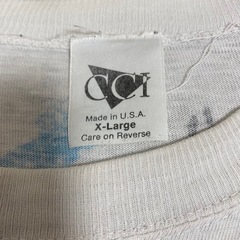 CCI
Made in U.S.A.
X-Large
Care on Reverse